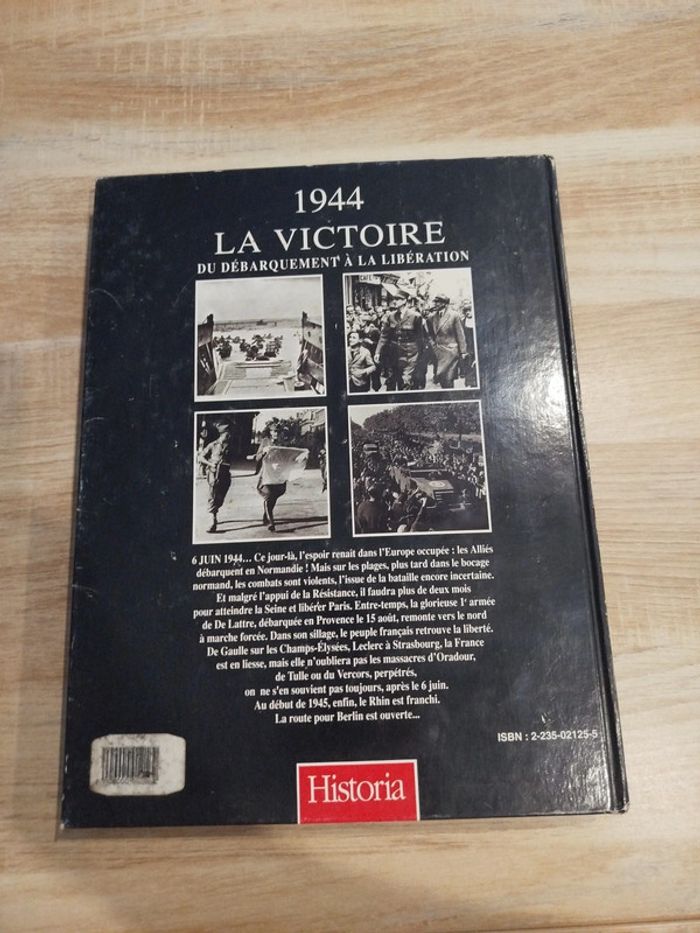 1944
LA VICTOIRE
DU DÉBARQUEMENT À LA LIBÉRATION
CAFE
6 JUIN 1944... Ce jour-là, l'espoir renait dans l'Europe occupée : les Alliés
débarquent en Normandie ! Mais sur les plages, plus tard dans le bocage
normand, les combats sont violents, l'issue de la bataille encore incertaine.
Et malgré l'appui de la Résistance, il faudra plus de deux mois
pour atteindre la Seine et libérer Paris. Entre-temps, la glorieuse 1e armée
de De Lattre, débarquée en Provence le 15 août, remonte vers le nord
à marche forcée. Dans son sillage, le peuple français retrouve la liberté.
De Gaulle sur les Champs-Élysées, Leclerc à Strasbourg, la France
est en liesse, mais elle n'oubliera pas les massacres d'Oradour,
de Tulle ou du Vercors, perpétrés,
on ne s'en souvient pas toujours, après le 6 juin.
Au début de 1945, enfin, le Rhin est franchi.
La route pour Berlin est ouverte...
ISBN : 2-235-02125-5
Historia